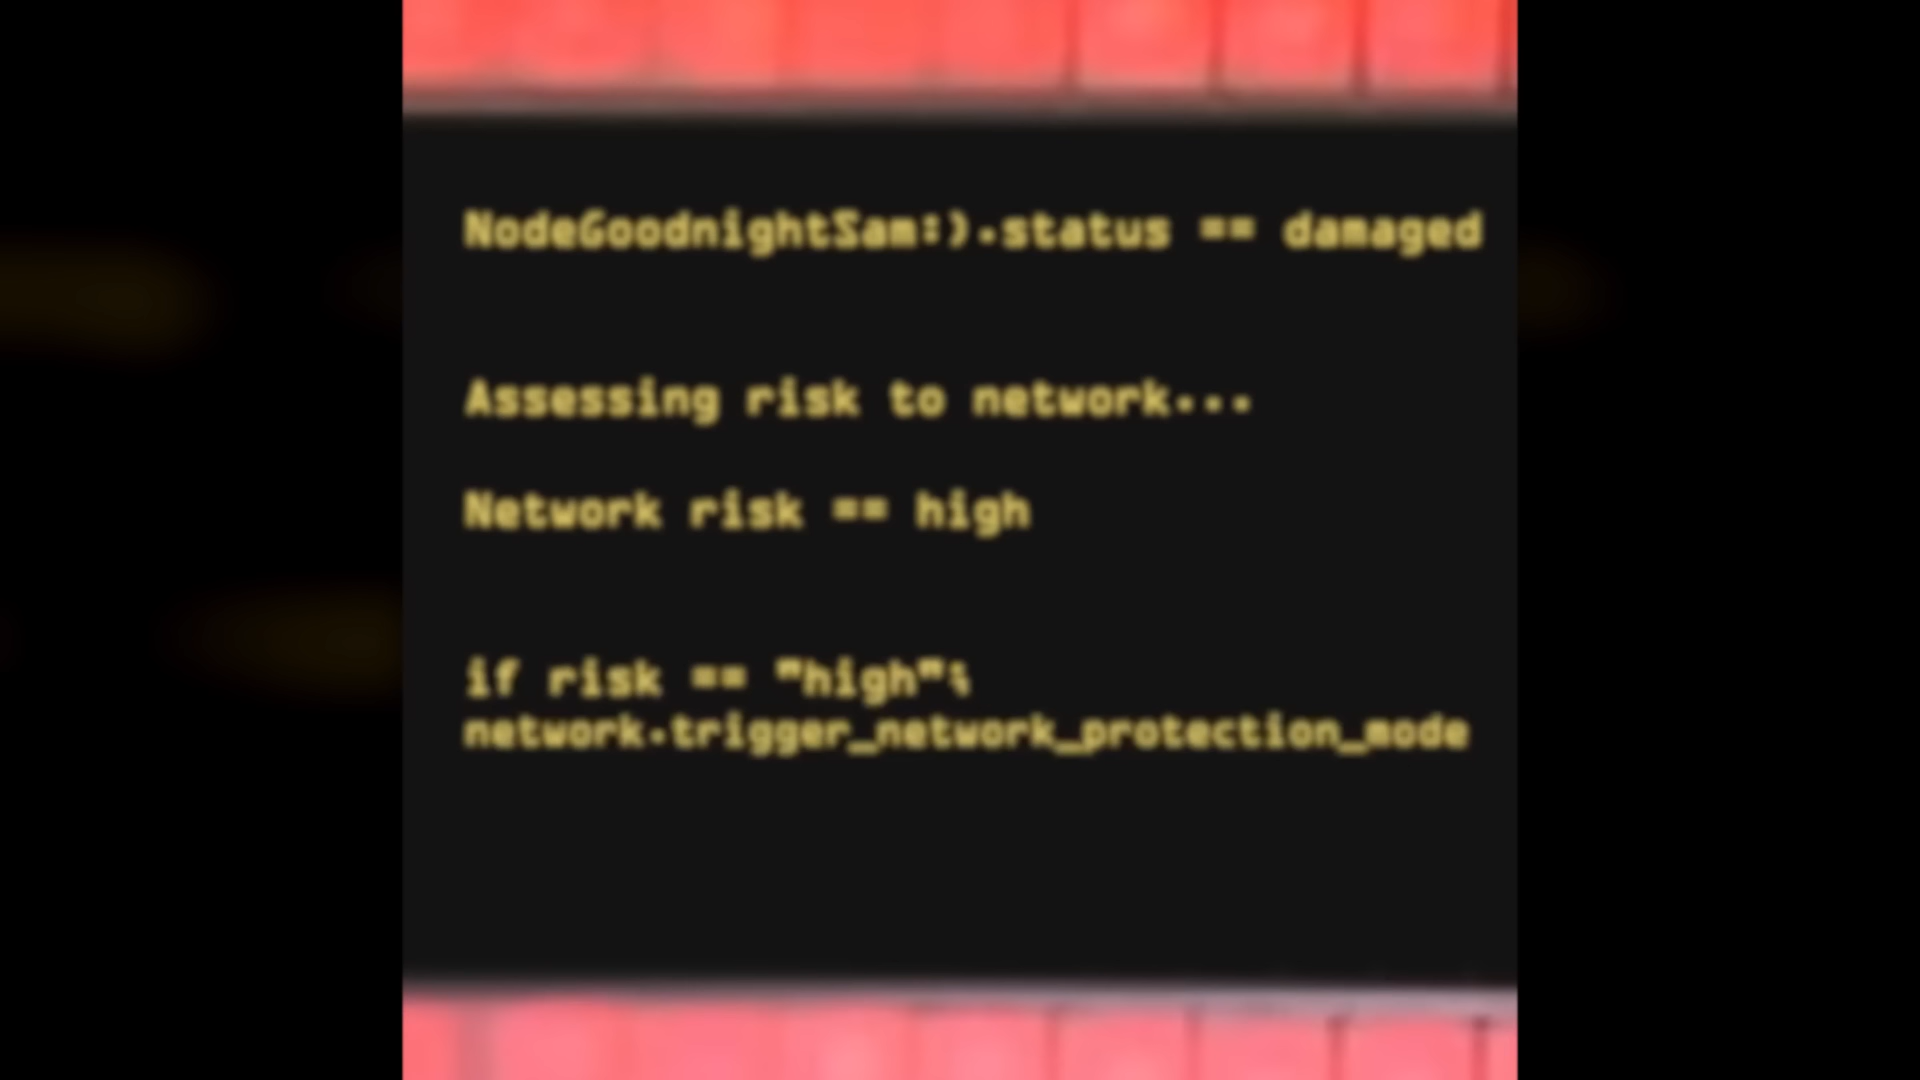 NodeGoodnightSam:).status == damaged
Assessing risk to network...
Network risk == high
if risk == "high":
network.trigger_network_protection_mode